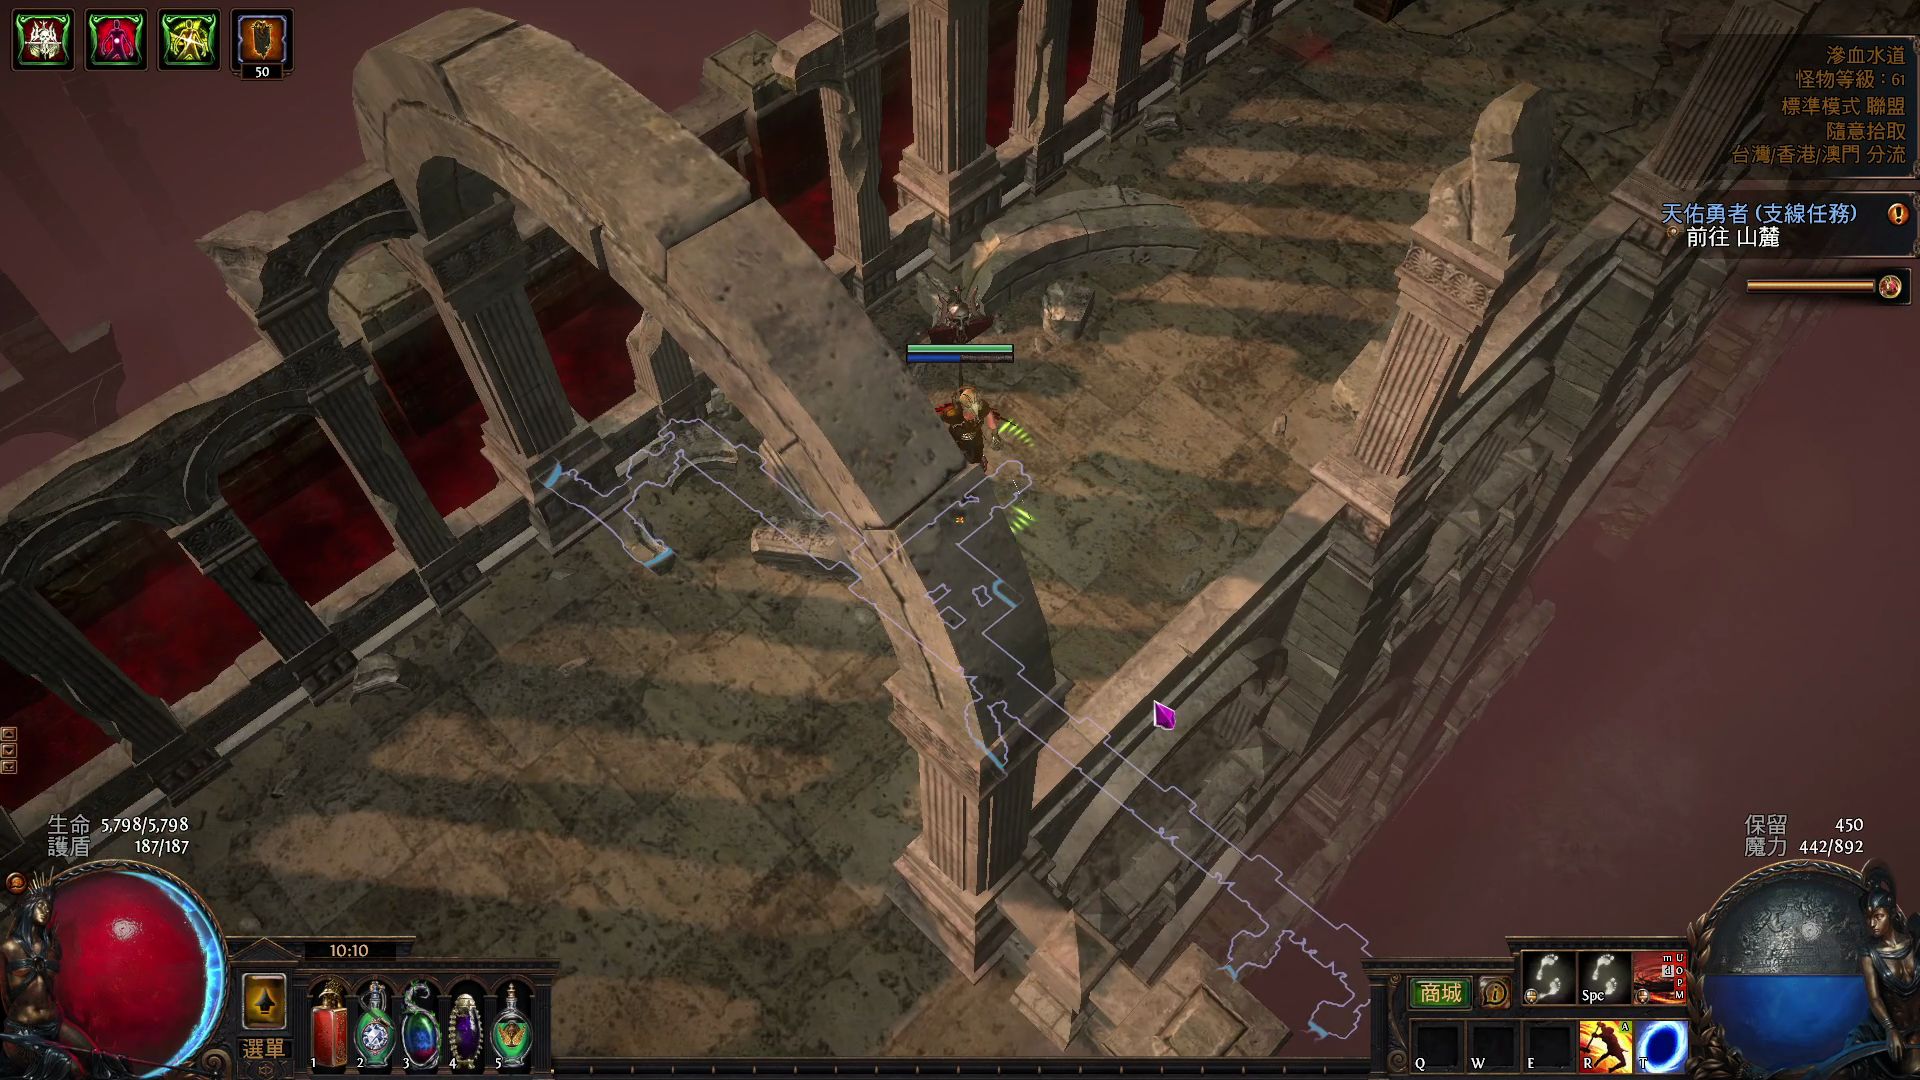 50
滲血水道
怪物等級：61
標準模式 聯盟
隨意拾取
台灣/香港/澳門 分流
天佑勇者 (支線任務)
前往 山麓
生命 5,798/5,798
護盾 187/187
保留 450
魔力 442/892
10:10
選單
1 2 3 4 5
商城
Spc
Q W E R T
A